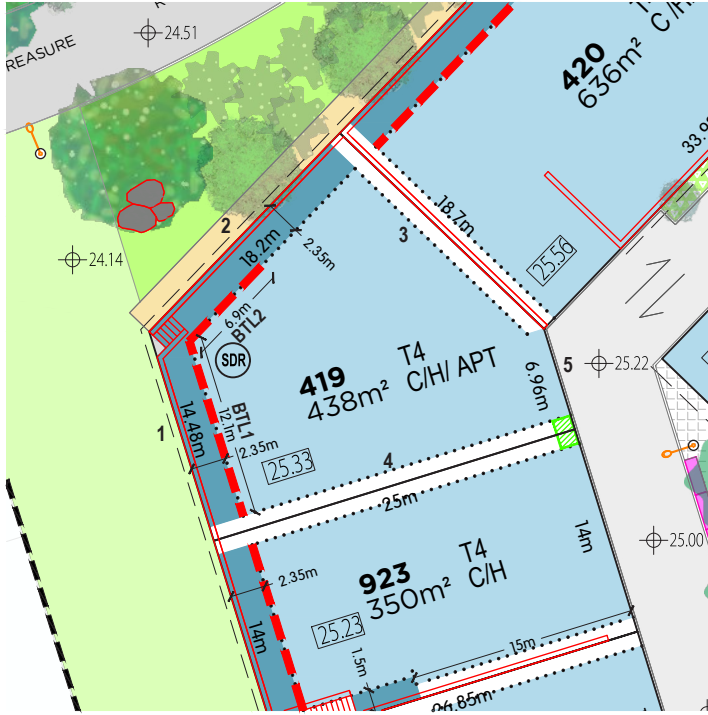 REASURE
24.51
420
636m²
C/H/
33.9
2
18.2m
2.35m
3
18.7m
25.56
24.14
6.9m
BTL2
SDR
419
438m²
T4
C/H/ APT
6.96m
5
25.22
1
14.48m
BTL1
12.1m
2.35m
25.33
4
25m
14m
25.00
923
350m²
T4
C/H
2.35m
14m
25.23
15m
1.5m
26.85m